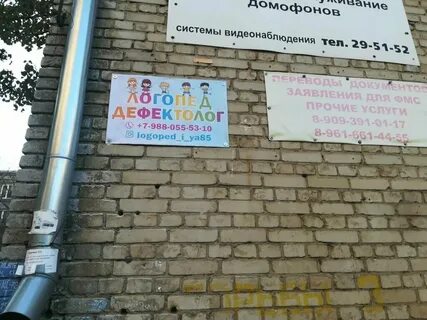 обслуживание
домофонов
системы видеонаблюдения тел. 29-51-52
ЛОГОПЕД
ДЕФЕКТОЛОГ
+7-988-055-53-10
logoped_i_ya85
ПЕРЕВОДЫ ДОКУМЕНТОВ
ЗАЯВЛЕНИЯ ДЛЯ ФМС
ПРОЧИЕ УСЛУГИ
8-909-391-01-17
8-961-661-44-55